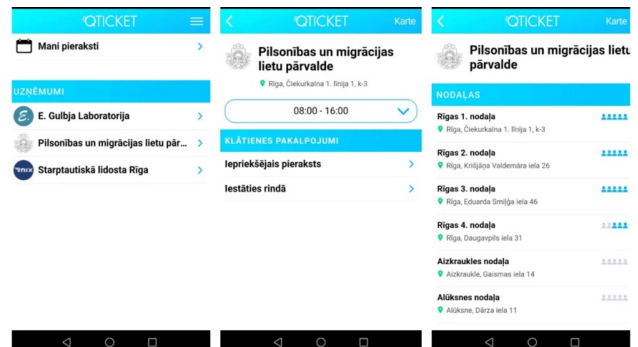 QTICKET
Mani pieraksti
UZŅĒMUMI
E. Gulbja Laboratorija
Pilsonības un migrācijas lietu pār...
Starptautiskā lidosta Rīga
QTICKET
Karte
Pilsonības un migrācijas
lietu pārvalde
Rīga, Čiekurkalna 1. līnija 1, k-3
08:00 - 16:00
KLĀTIENES PAKALPOJUMI
Iepriekšējais pieraksts
Iestāties rindā
QTICKET
Karte
Pilsonības un migrācijas lietu
pārvalde
NODAĻAS
Rīgas 1. nodaļa
Rīga, Čiekurkalna 1. līnija 1, k-3
Rīgas 2. nodaļa
Rīga, Krišjāņa Valdemāra iela 26
Rīgas 3. nodaļa
Rīga, Eduarda Smiļģa iela 46
Rīgas 4. nodaļa
Rīga, Daugavpils iela 31
Aizkraukles nodaļa
Aizkraukle, Gaismas iela 14
Alūksnes nodaļa
Alūksne, Dārza iela 11